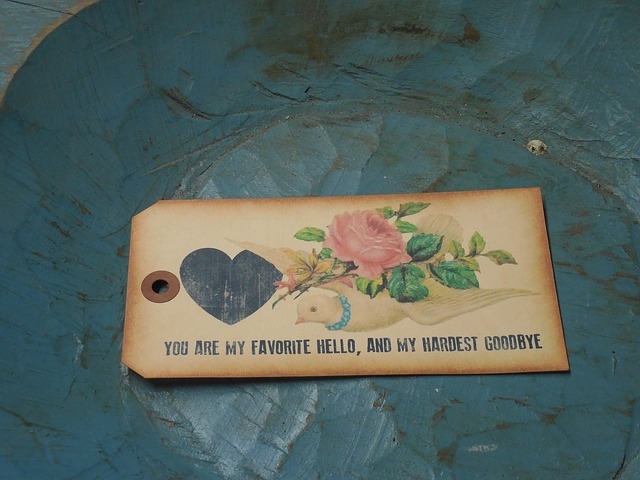 YOU ARE MY FAVORITE HELLO, AND MY HARDEST GOODBYE